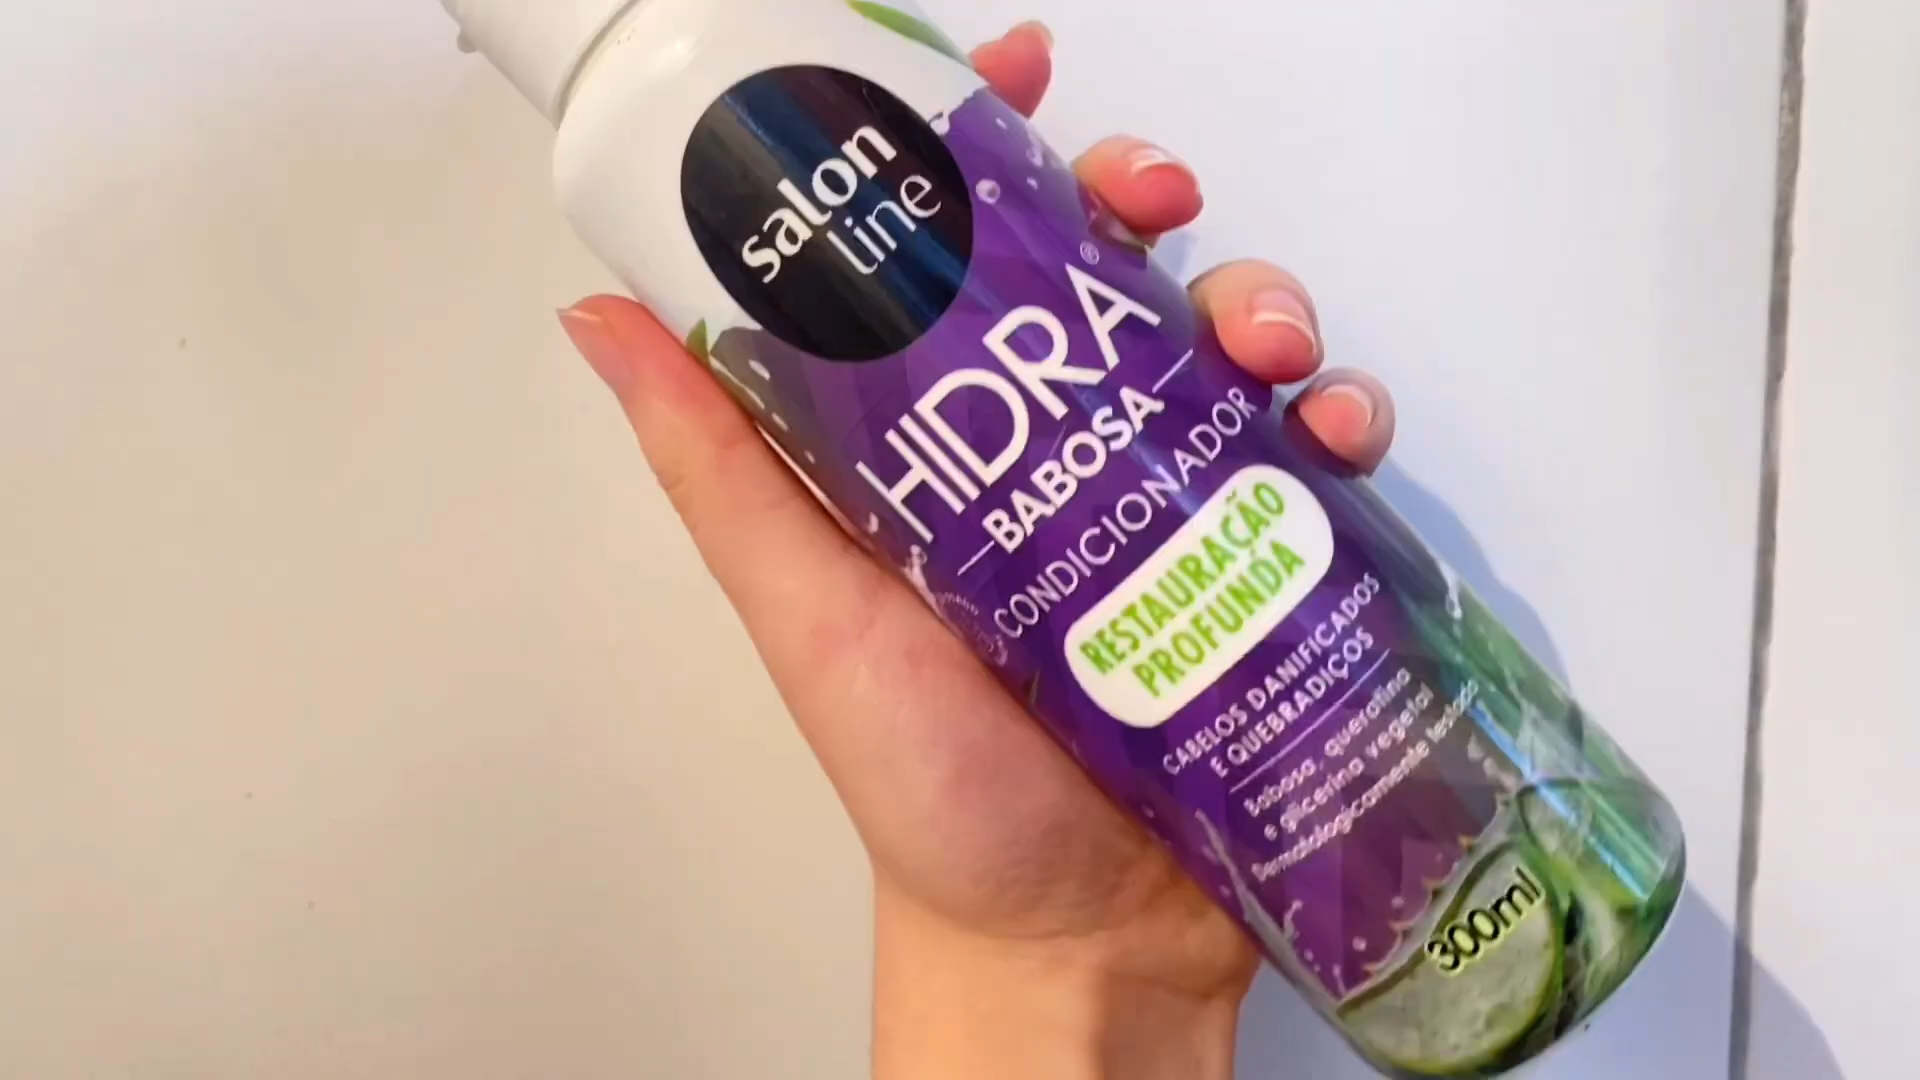 salon
line
HIDRA®
BABOSA
CONDICIONADOR
RESTAURAÇÃO
PROFUNDA
CABELOS DANIFICADOS
E QUEBRADIÇOS
Babosa, queratina
e glicerina vegetal
Dermatologicamente testado
300ml